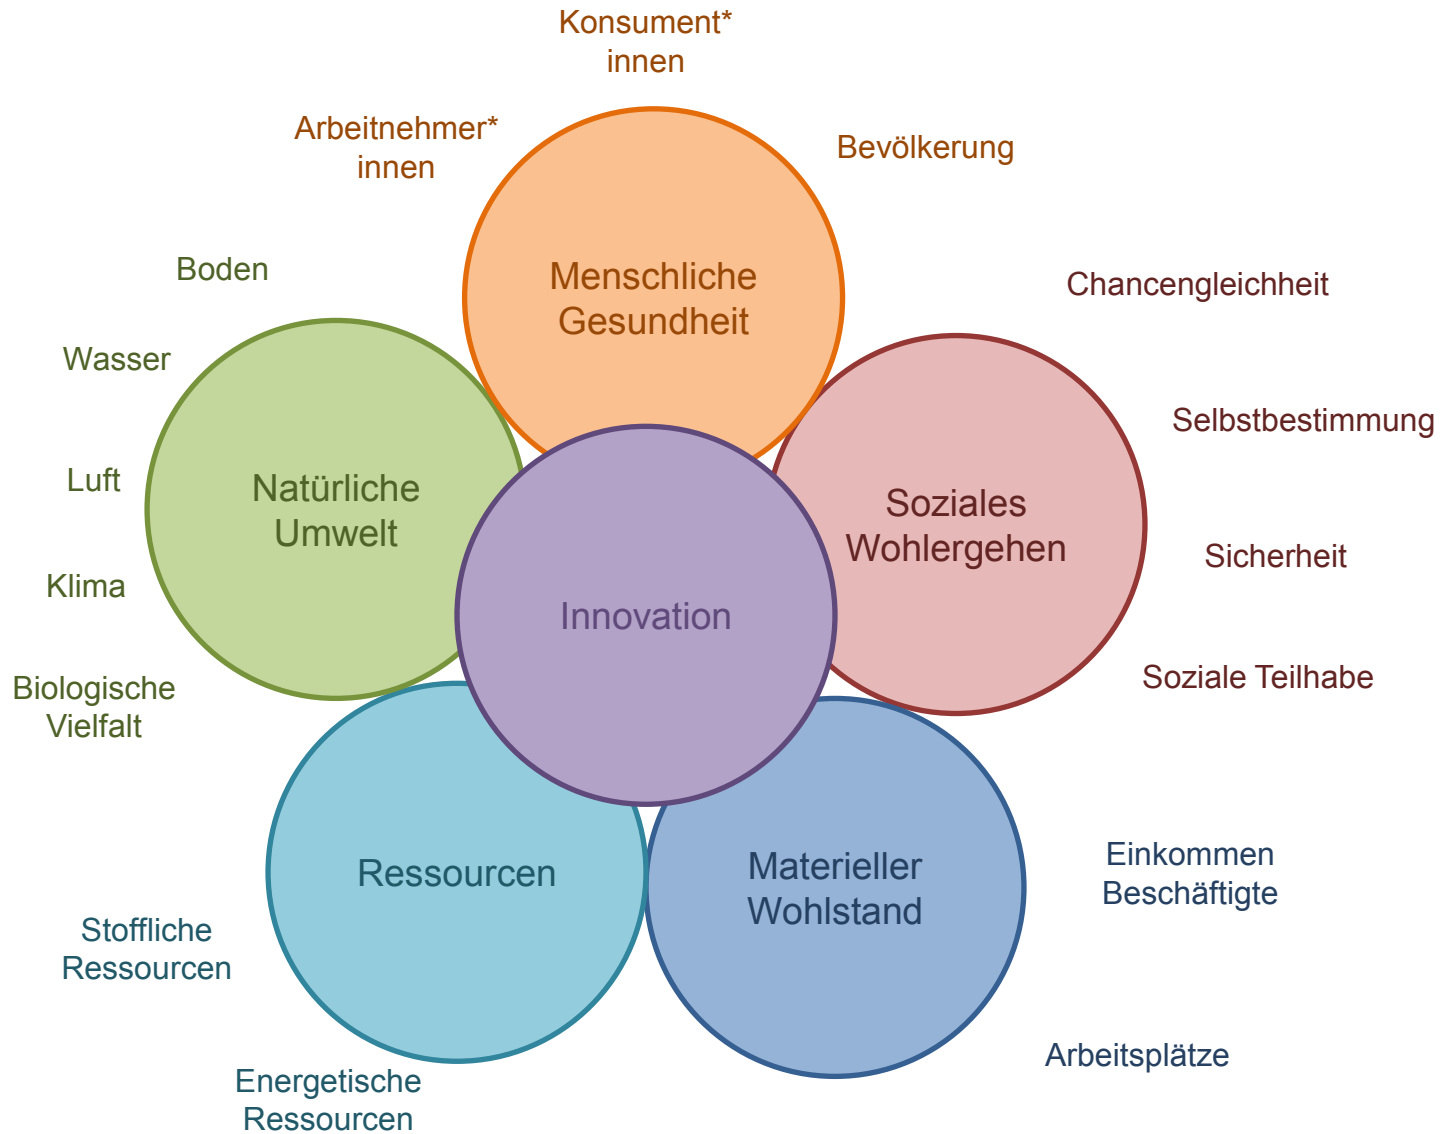 Konsument*
innen
Arbeitnehmer*
innen
Bevölkerung
Menschliche
Gesundheit
Boden
Wasser
Luft
Klima
Biologische
Vielfalt
Natürliche
Umwelt
Innovation
Chancengleichheit
Selbstbestimmung
Sicherheit
Soziale Teilhabe
Soziales
Wohlergehen
Ressourcen
Stoffliche
Ressourcen
Energetische
Ressourcen
Materieller
Wohlstand
Einkommen
Beschäftigte
Arbeitsplätze